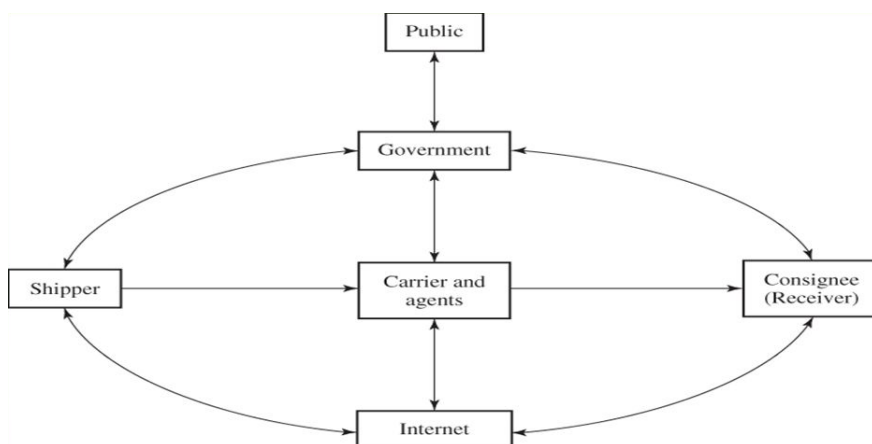 Public
Government
Shipper
Carrier and
agents
Consignee
(Receiver)
Internet